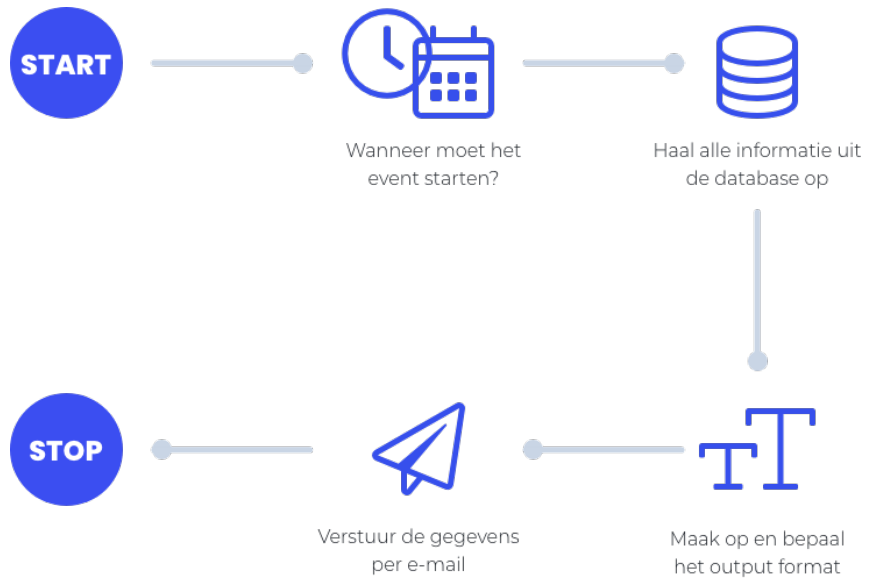 START
Wanneer moet het
event starten?
Haal alle informatie uit
de database op
Maak op en bepaal
het output format
Verstuur de gegevens
per e-mail
STOP